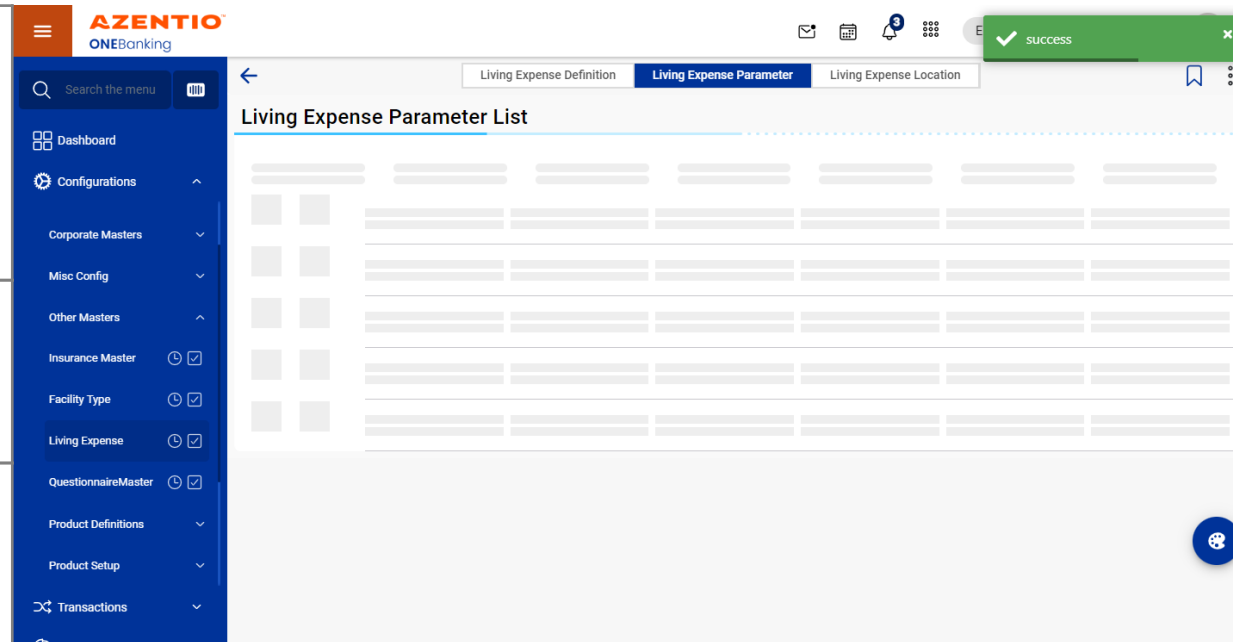 AZENTIO
ONEBanking
3
E
success
Search the menu
Living Expense Definition
Living Expense Parameter
Living Expense Location
Living Expense Parameter List
Dashboard
Configurations
Corporate Masters
Misc Config
Other Masters
Insurance Master
Facility Type
Living Expense
QuestionnaireMaster
Product Definitions
Product Setup
Transactions